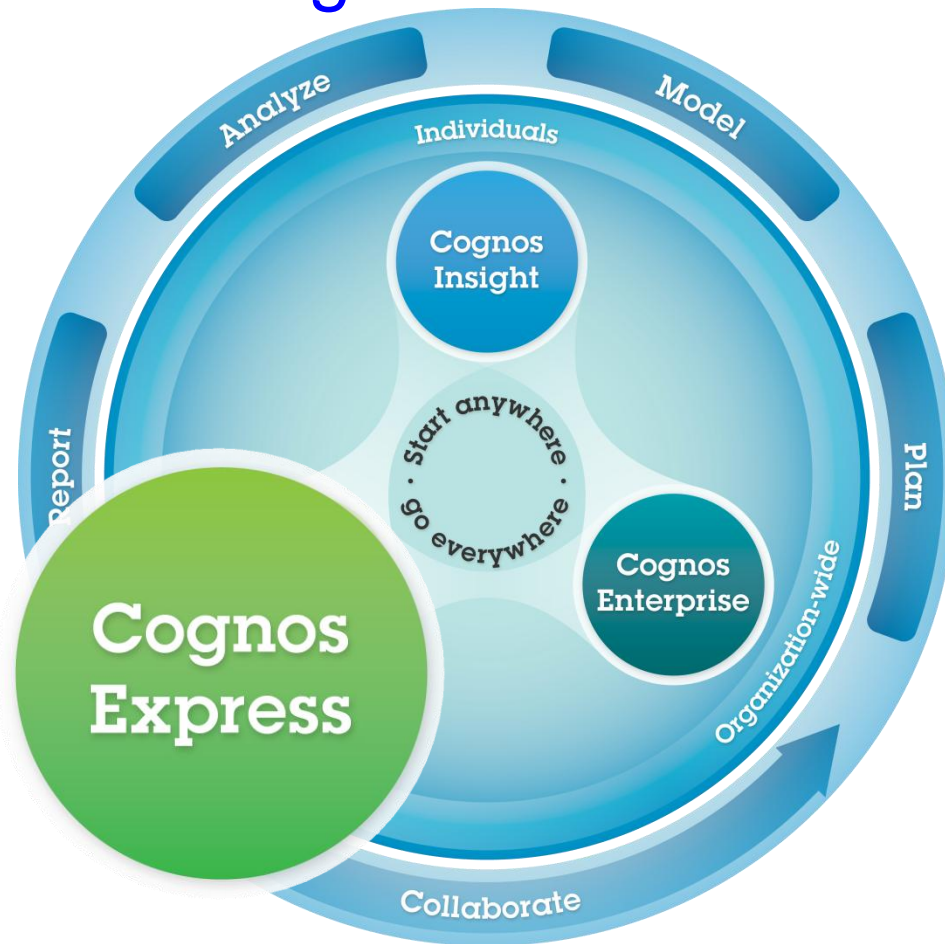 Analyze
Model
Individuals
Cognos
Insight
Start anywhere
· go everywhere ·
Report
Plan
Cognos
Enterprise
Organization-wide
Cognos
Express
Collaborate